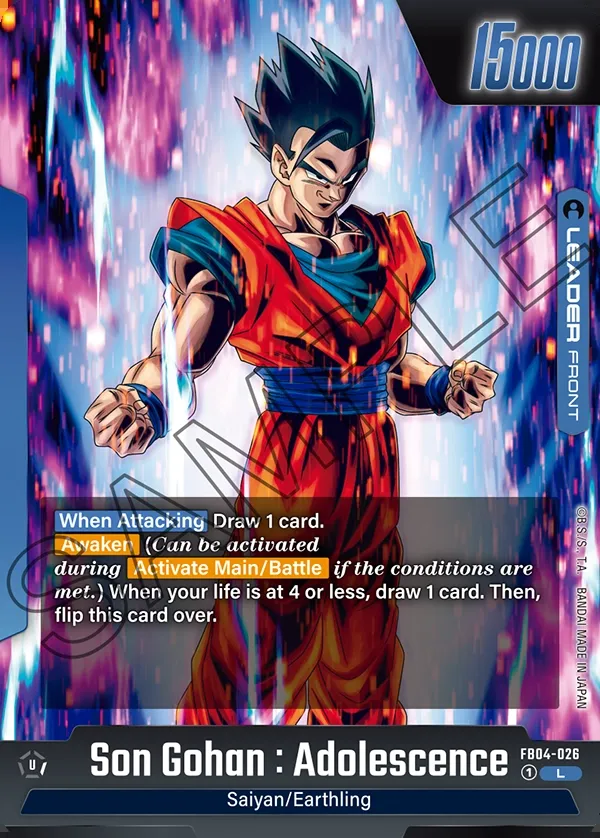 15000
LEADER FRONT
SAMPLE
When Attacking Draw 1 card.
Awaken (Can be activated
during Activate Main/Battle if the conditions are
met.) When your life is at 4 or less, draw 1 card. Then,
flip this card over.
©B.S./S., T.A. BANDAI MADE IN JAPAN
U
Son Gohan : Adolescence
FB04-026
1 L
Saiyan/Earthling